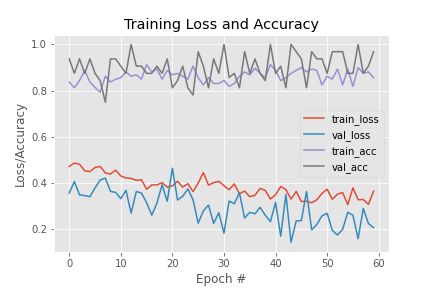 Training Loss and Accuracy
1.0
0.8
0.6
0.4
0.2
Loss/Accuracy
train_loss
val_loss
train_acc
val_acc
0 10 20 30 40 50 60
Epoch #